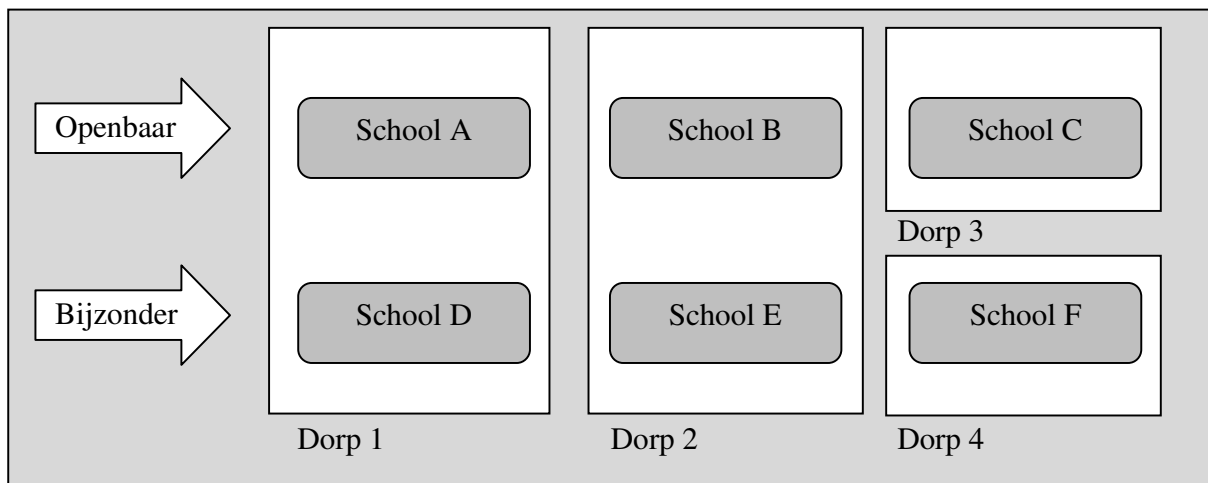 Openbaar
School A
School B
School C
Dorp 3
Bijzonder
School D
School E
School F
Dorp 1
Dorp 2
Dorp 4